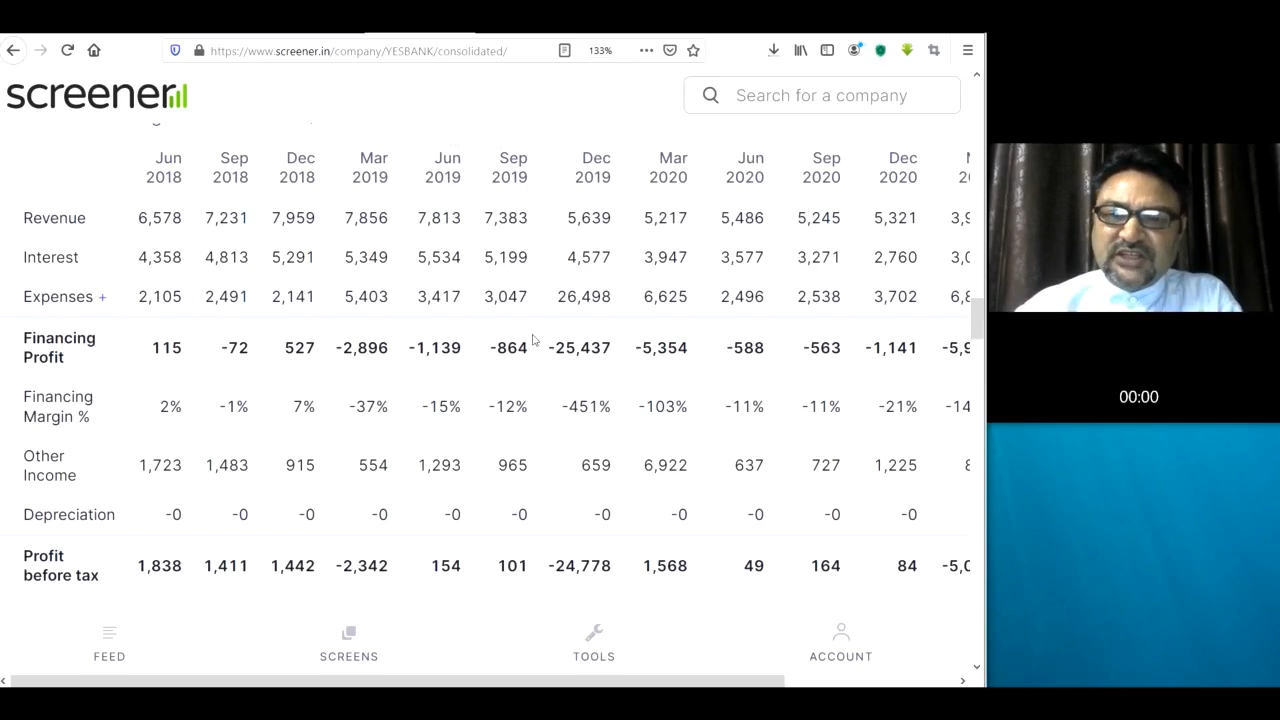 https://www.screener.in/company/YESBANK/consolidated/ 133%
screener
Search for a company
Jun Sep Dec Mar Jun Sep Dec Mar Jun Sep Dec
2018 2018 2018 2019 2019 2019 2019 2020 2020 2020 2020
Revenue 6,578 7,231 7,959 7,856 7,813 7,383 5,639 5,217 5,486 5,245 5,321
Interest 4,358 4,813 5,291 5,349 5,534 5,199 4,577 3,947 3,577 3,271 2,760
Expenses + 2,105 2,491 2,141 5,403 3,417 3,047 26,498 6,625 2,496 2,538 3,702
Financing
Profit 115 -72 527 -2,896 -1,139 -864 -25,437 -5,354 -588 -563 -1,141
Financing
Margin % 2% -1% 7% -37% -15% -12% -451% -103% -11% -11% -21%
Other
Income 1,723 1,483 915 554 1,293 965 659 6,922 637 727 1,225
Depreciation -0 -0 -0 -0 -0 -0 -0 -0 -0 -0 -0
Profit
before tax 1,838 1,411 1,442 -2,342 154 101 -24,778 1,568 49 164 84
FEED SCREENS TOOLS ACCOUNT
00:00